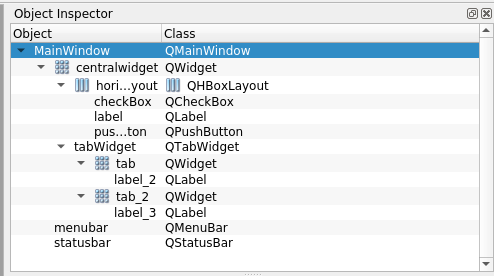 Object Inspector
Object Class
MainWindow QMainWindow
centralwidget QWidget
hori...yout QHBoxLayout
checkBox QCheckBox
label QLabel
pus...ton QPushButton
tabWidget QTabWidget
tab QWidget
label_2 QLabel
tab_2 QWidget
label_3 QLabel
menubar QMenuBar
statusbar QStatusBar